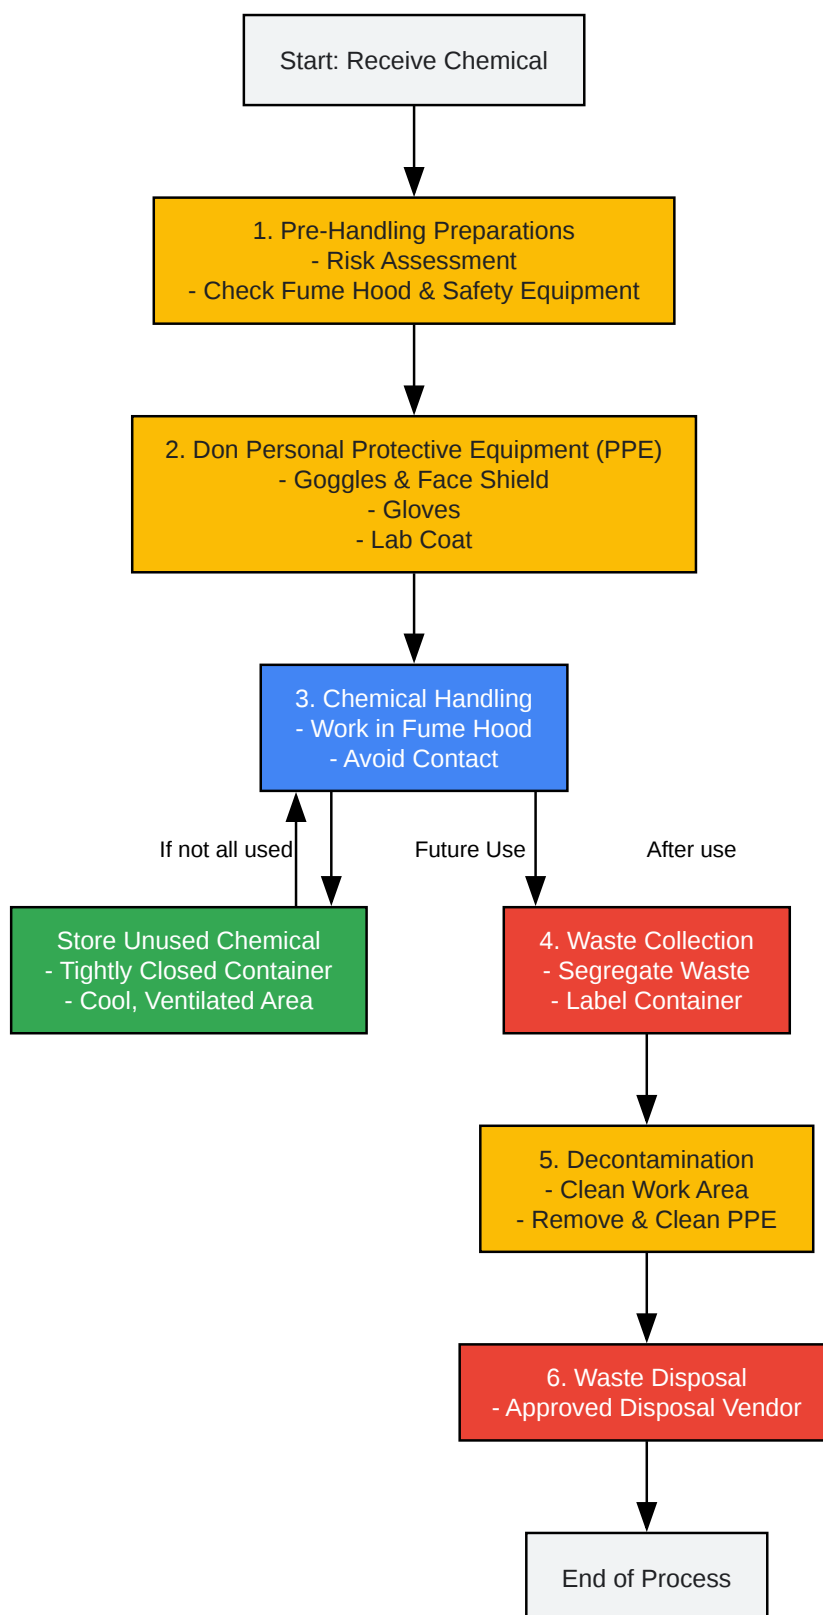 Start: Receive Chemical
1. Pre-Handling Preparations
- Risk Assessment
- Check Fume Hood & Safety Equipment
2. Don Personal Protective Equipment (PPE)
- Goggles & Face Shield
- Gloves
- Lab Coat
3. Chemical Handling
- Work in Fume Hood
- Avoid Contact
If not all used
Future Use
After use
Store Unused Chemical
- Tightly Closed Container
- Cool, Ventilated Area
4. Waste Collection
- Segregate Waste
- Label Container
5. Decontamination
- Clean Work Area
- Remove & Clean PPE
6. Waste Disposal
- Approved Disposal Vendor
End of Process